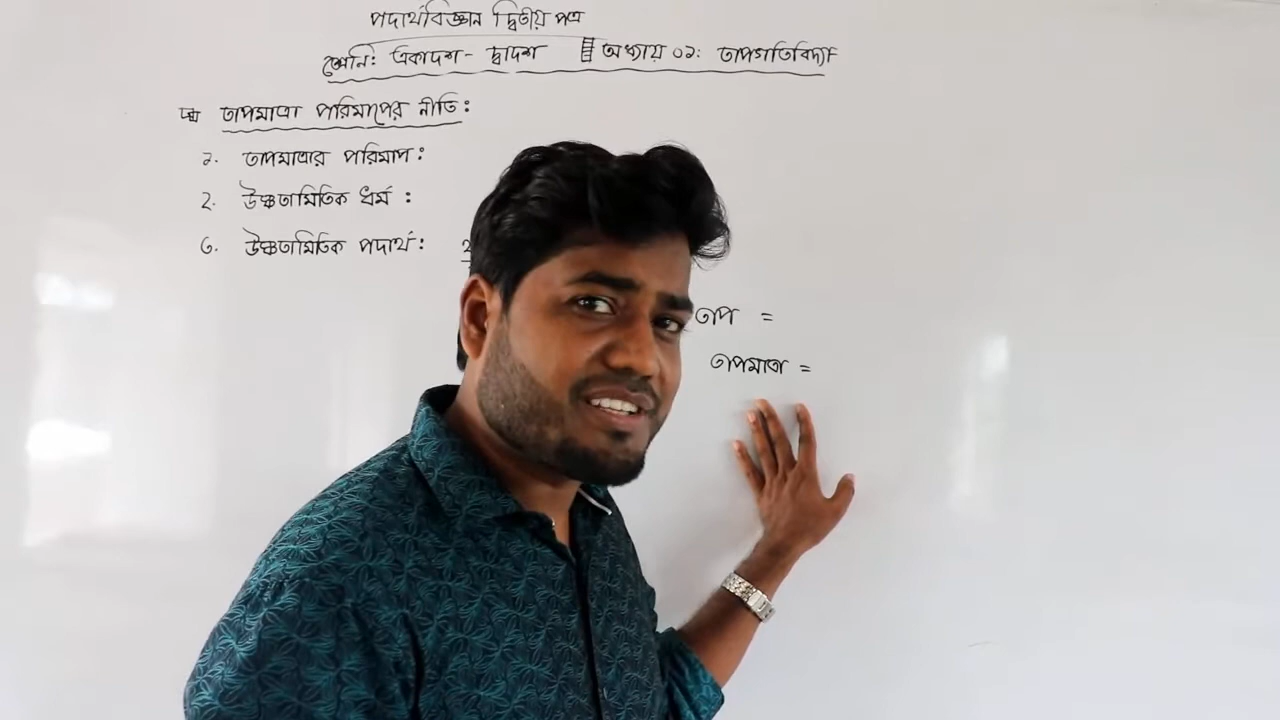 পদার্থবিজ্ঞান দ্বিতীয় পত্র
শ্রেনি: একাদশ - দ্বাদশ অধ্যায় ০১: তাপগতিবিদ্যা
তাপমাত্রা পরিমাপের নীতি:
১. তাপমাত্রার পরিমাপ:
২. উষ্ণতামিতিক ধর্ম:
৩. উষ্ণতামিতিক পদার্থ:
তাপ =
তাপমাত্রা =